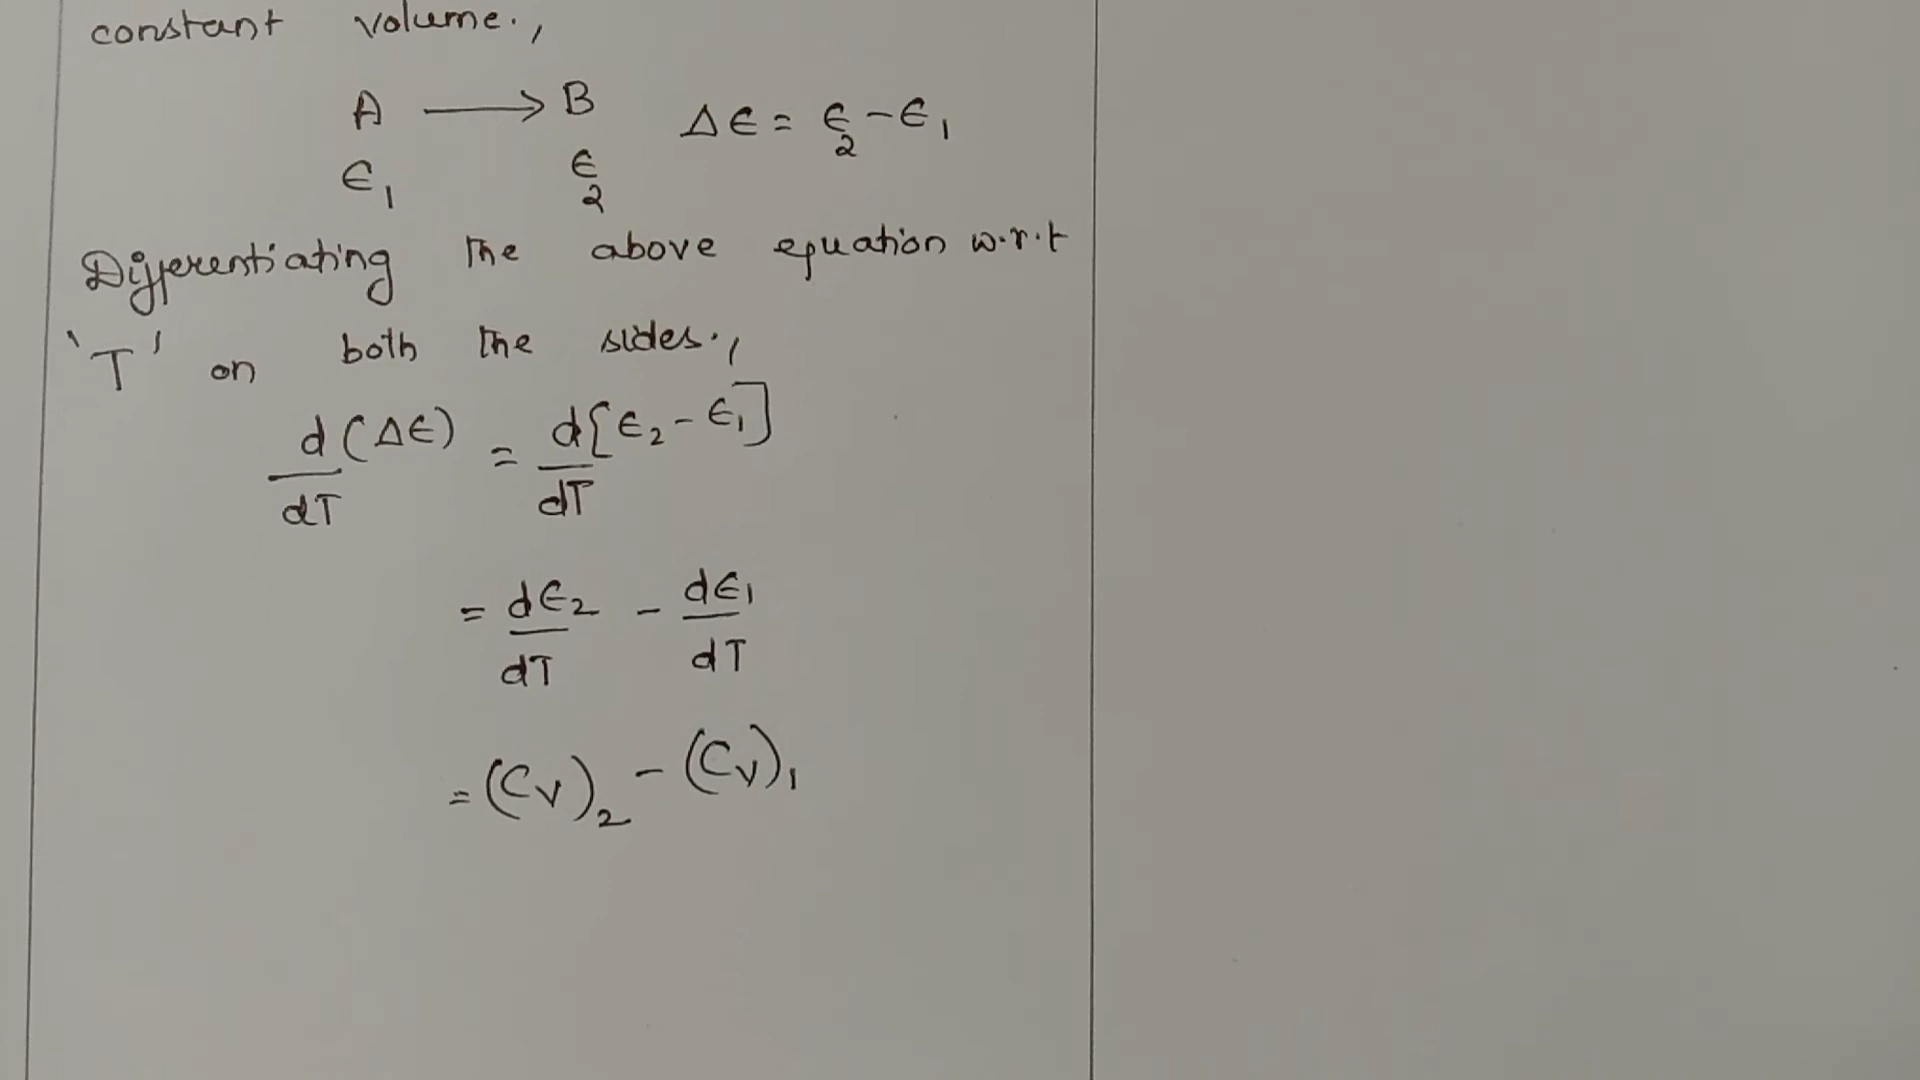 constant volume.,
A ⟶ B ΔE = E₂ - E₁
E₁ E₂
Differentiating the above equation w.r.t
'T' on both the sides.,
d/dT (ΔE) = d/dT [E₂ - E₁]
= dE₂/dT - dE₁/dT
= (Cv)₂ - (Cv)₁